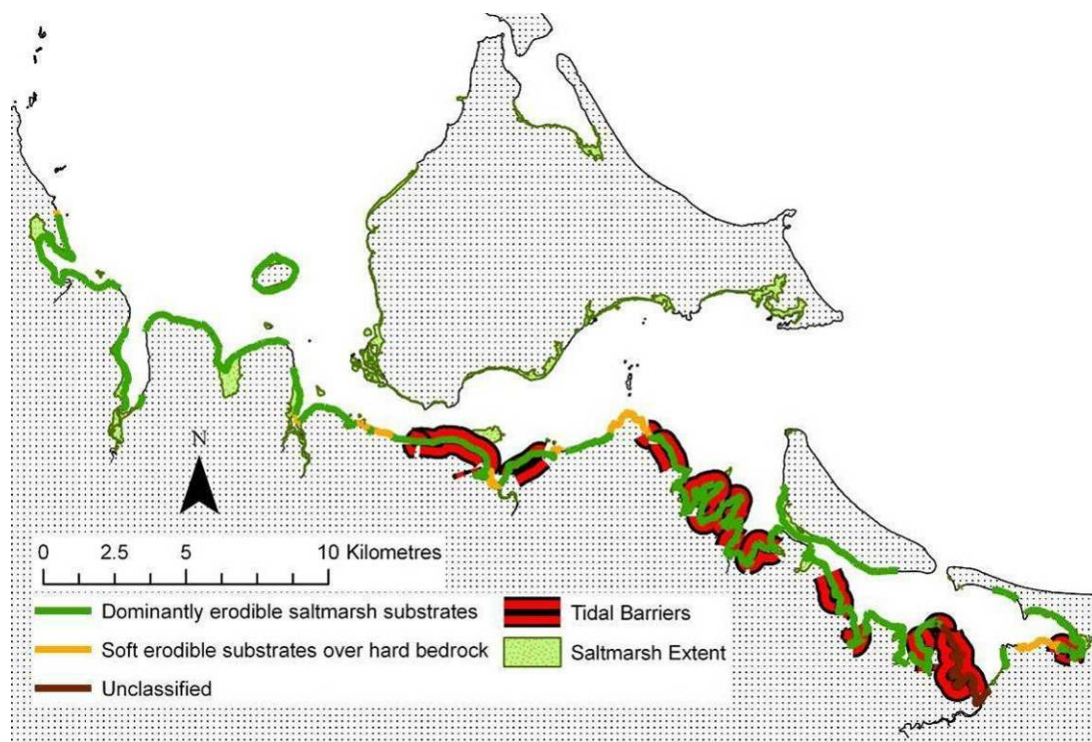 N
0 2.5 5 10 Kilometres
Dominantly erodible saltmarsh substrates
Soft erodible substrates over hard bedrock
Unclassified
Tidal Barriers
Saltmarsh Extent